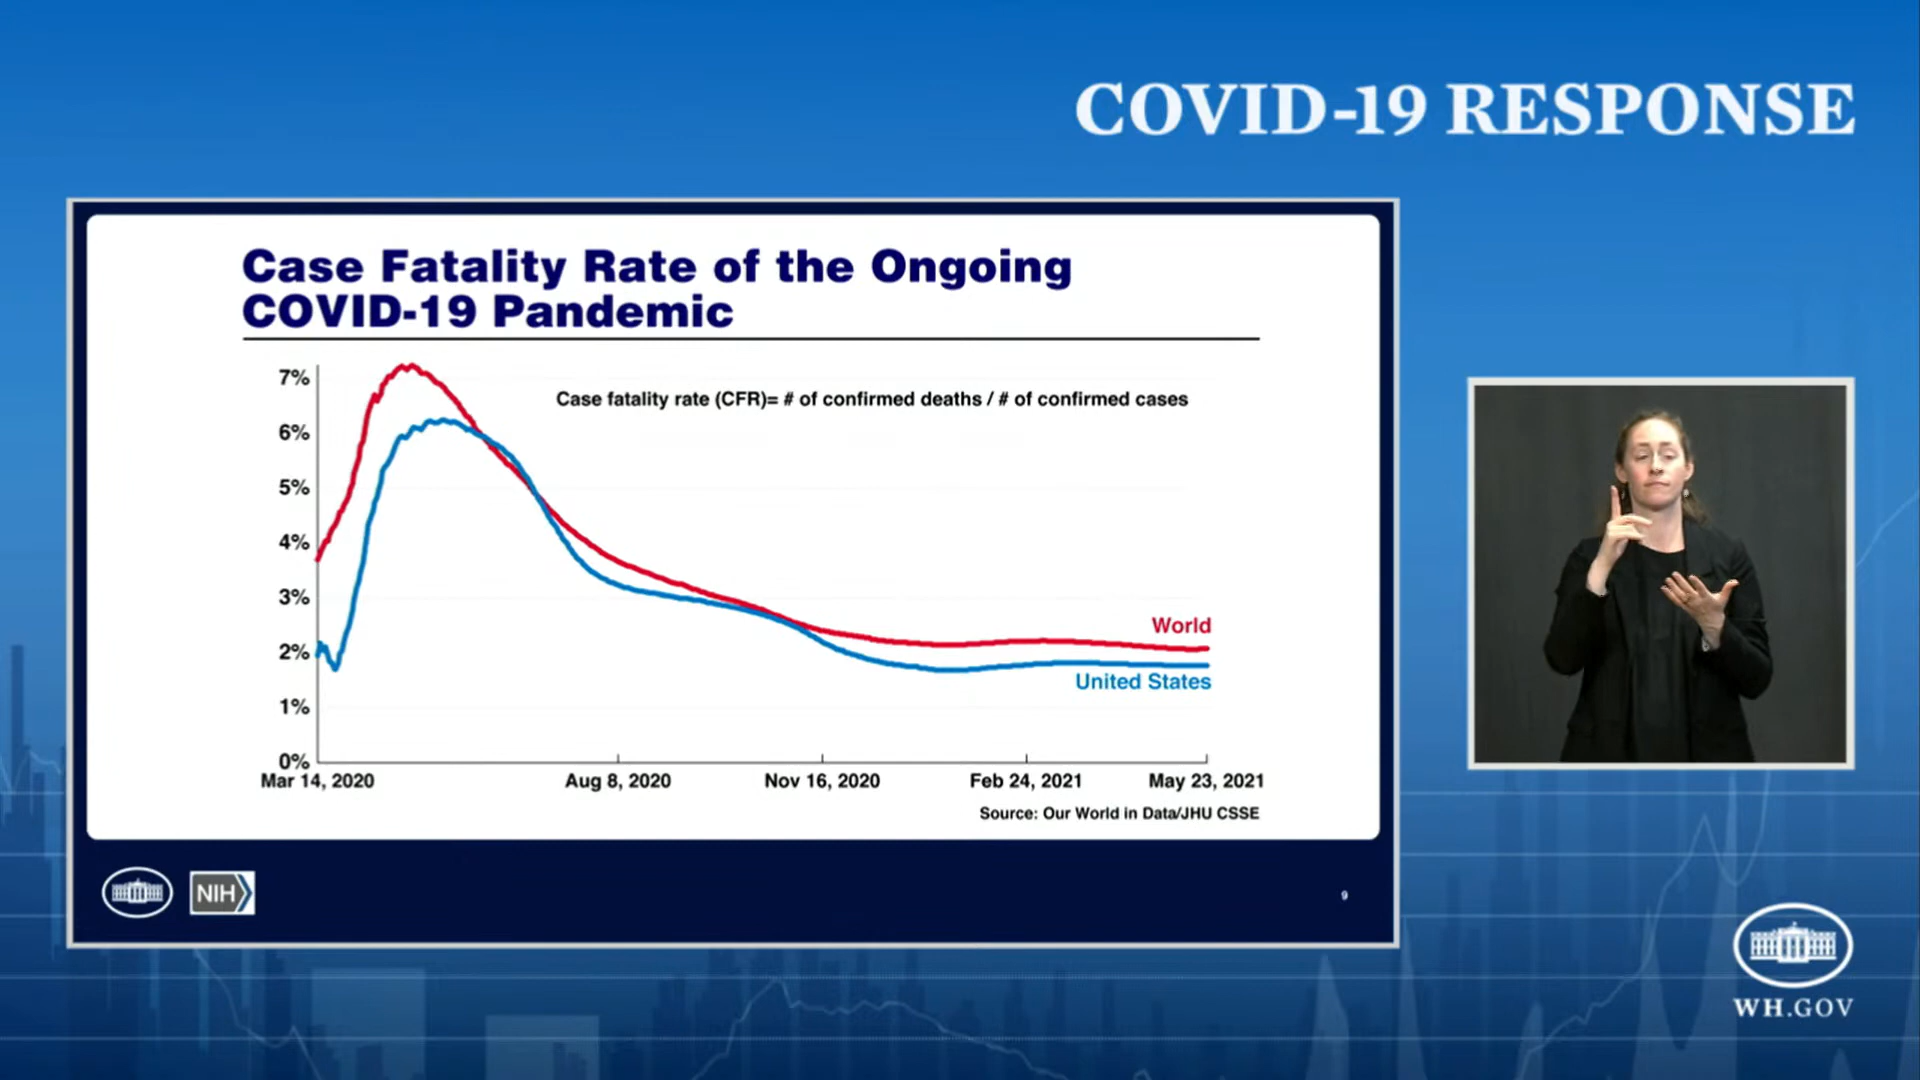 COVID-19 RESPONSE
Case Fatality Rate of the Ongoing
COVID-19 Pandemic
Case fatality rate (CFR)= # of confirmed deaths / # of confirmed cases
7%
6%
5%
4%
3%
2%
1%
0%
World
United States
Mar 14, 2020
Aug 8, 2020
Nov 16, 2020
Feb 24, 2021
May 23, 2021
Source: Our World in Data/JHU CSSE
NIH
9
WH.GOV